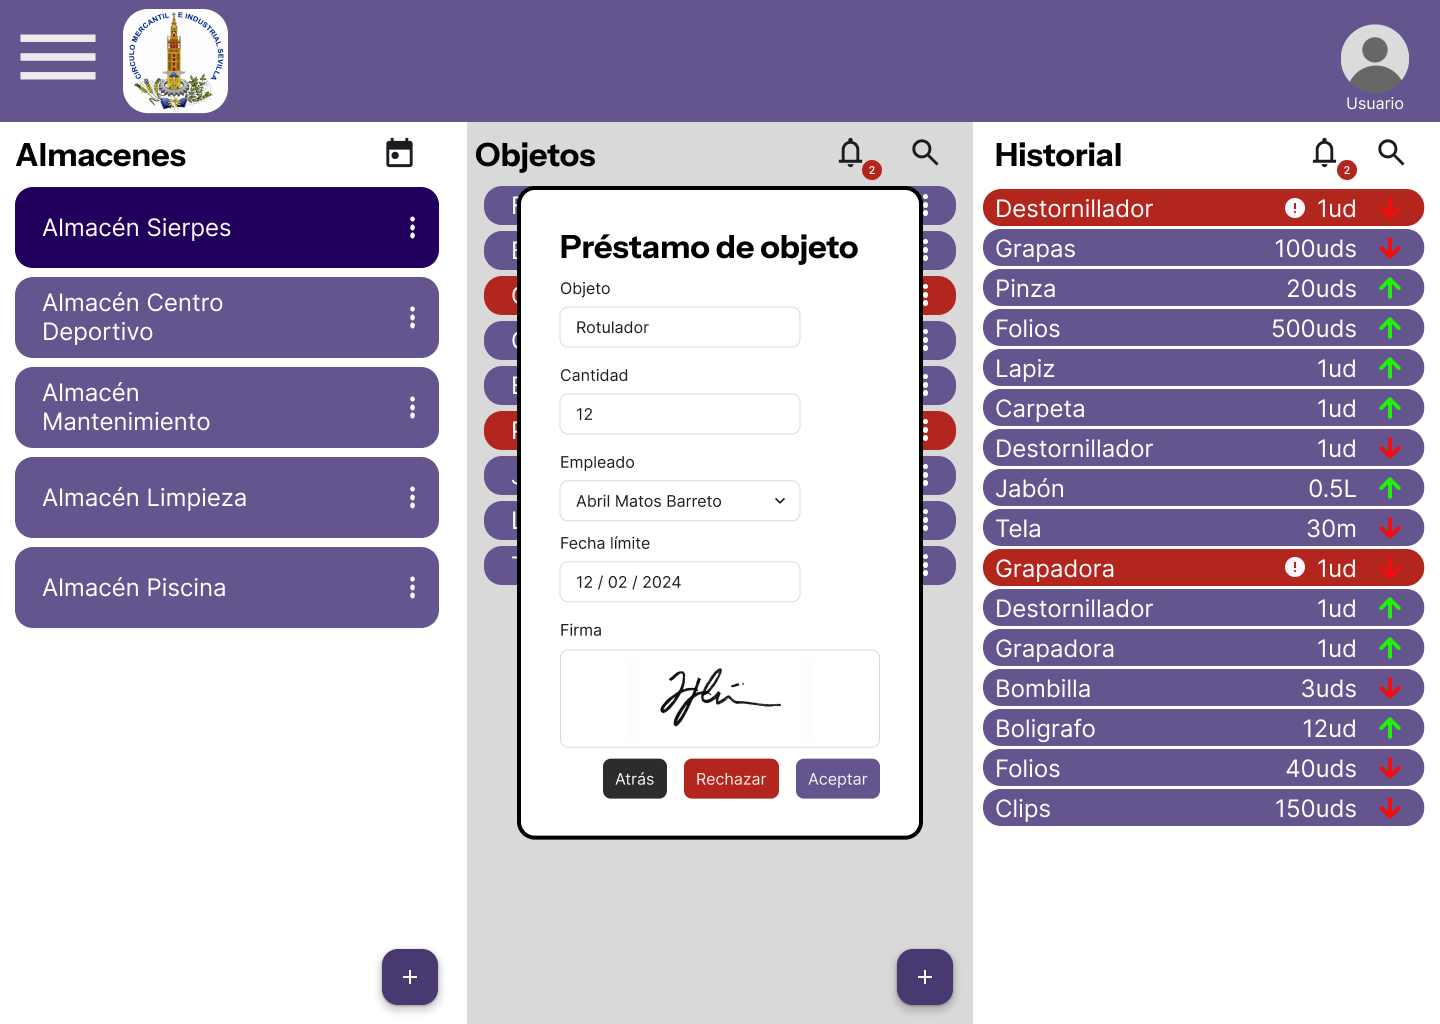 CIRCULO MERCANTIL E INDUSTRIAL SEVILLA
Usuario
Almacenes
Almacén Sierpes
Almacén Centro
Deportivo
Almacén
Mantenimiento
Almacén Limpieza
Almacén Piscina
+
Objetos
2
Préstamo de objeto
Objeto
Rotulador
Cantidad
12
Empleado
Abril Matos Barreto
Fecha límite
12 / 02 / 2024
Firma
Atrás Rechazar Aceptar
+
Historial
2
Destornillador 1ud
Grapas 100uds
Pinza 20uds
Folios 500uds
Lapiz 1ud
Carpeta 1ud
Destornillador 1ud
Jabón 0.5L
Tela 30m
Grapadora 1ud
Destornillador 1ud
Grapadora 1ud
Bombilla 3uds
Boligrafo 12ud
Folios 40uds
Clips 150uds